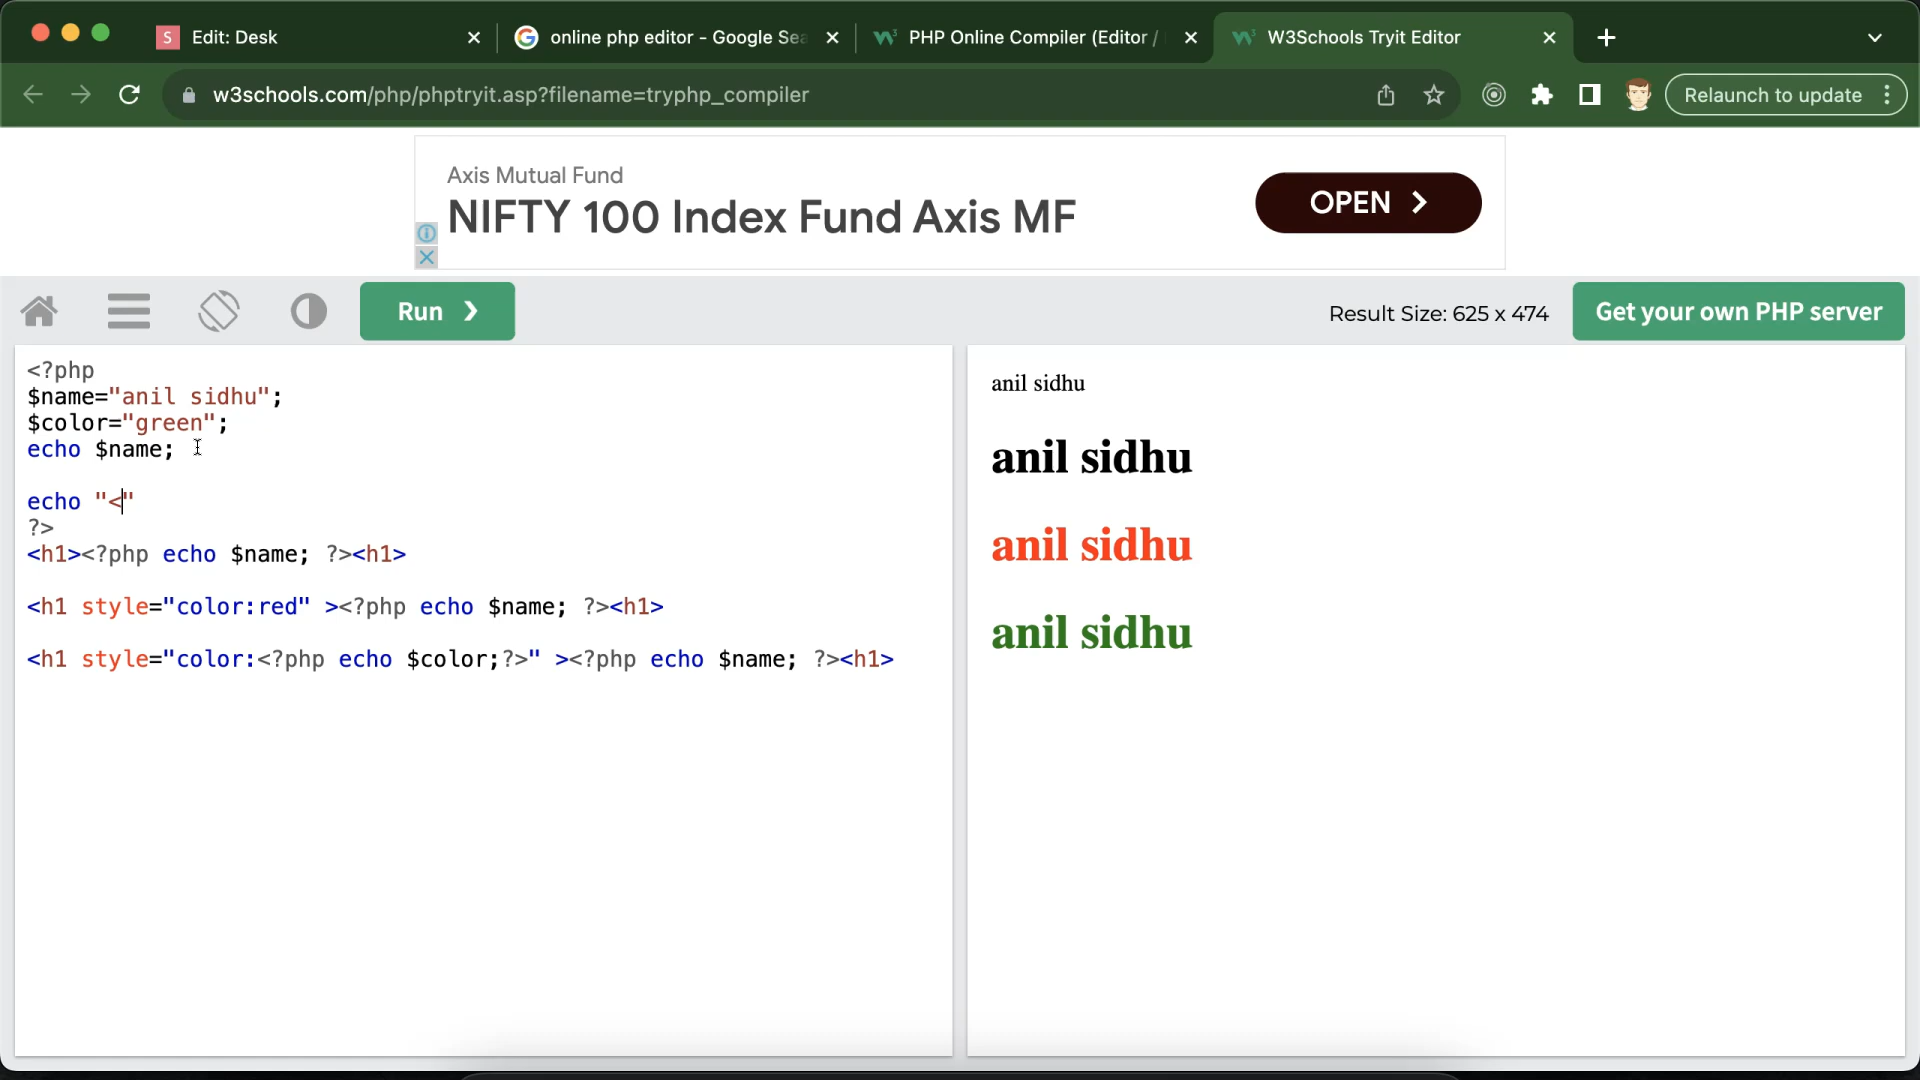 S Edit: Desk
online php editor - Google Sea
PHP Online Compiler (Editor /
W3Schools Tryit Editor
w3schools.com/php/phptryit.asp?filename=tryphp_compiler
Relaunch to update
Axis Mutual Fund
NIFTY 100 Index Fund Axis MF
OPEN
Run
Result Size: 625 x 474
Get your own PHP server
<?php
$name="anil sidhu";
$color="green";
echo $name;
echo "<"
?>
<h1><?php echo $name; ?><h1>
<h1 style="color:red" ><?php echo $name; ?><h1>
<h1 style="color:<?php echo $color;?>" ><?php echo $name; ?><h1>
anil sidhu
anil sidhu
anil sidhu
anil sidhu